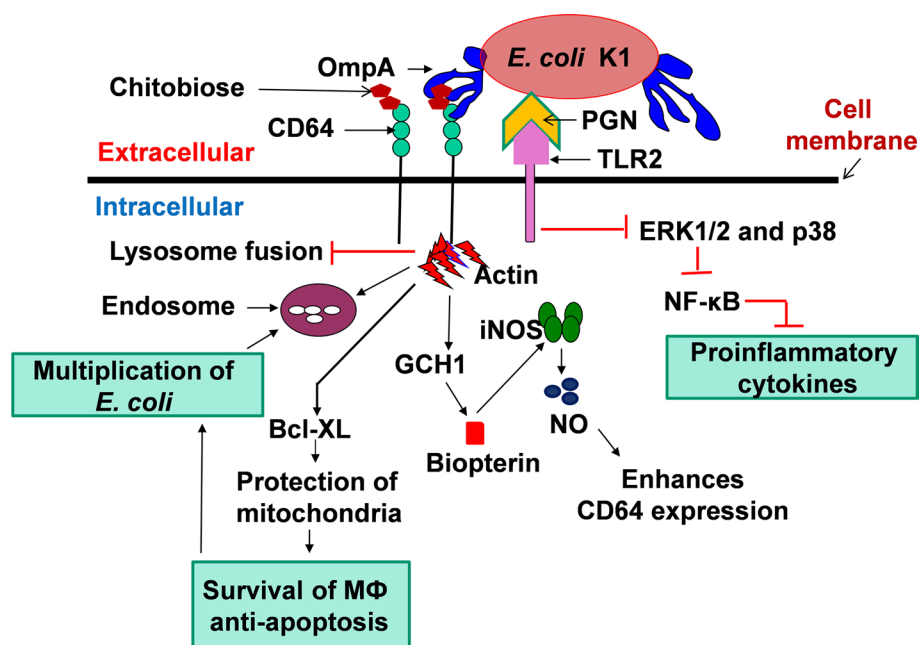 E. coli K1
OmpA
Chitobiose
PGN
CD64
Cell
membrane
Extracellular
TLR2
Intracellular
ERK1/2 and p38
Lysosome fusion
Actin
Endosome
NF-κB
iNOS
GCH1
Proinflammatory
cytokines
Multiplication of
E. coli
NO
Bcl-XL
Biopterin
Protection of
mitochondria
Enhances
CD64 expression
Survival of MΦ
anti-apoptosis